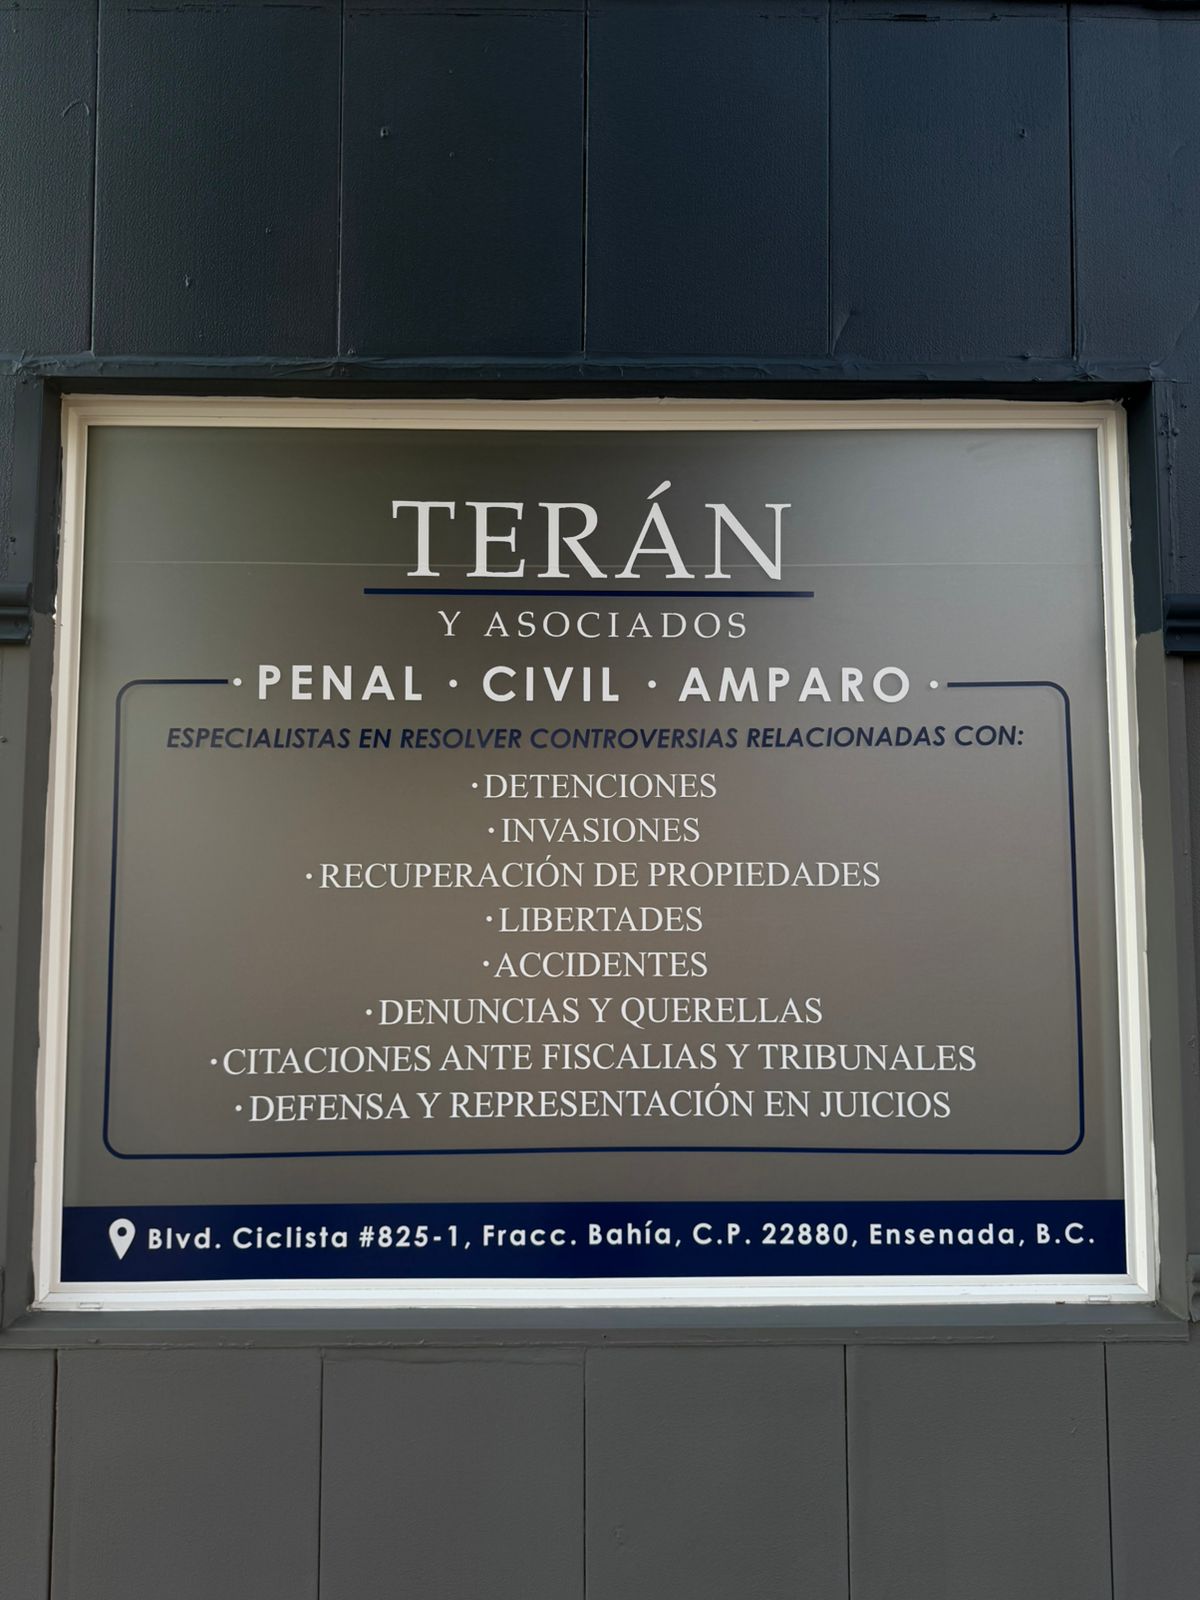 TERÁN
Y ASOCIADOS
· PENAL · CIVIL · AMPARO ·
ESPECIALISTAS EN RESOLVER CONTROVERSIAS RELACIONADAS CON:
·DETENCIONES
·INVASIONES
·RECUPERACIÓN DE PROPIEDADES
·LIBERTADES
·ACCIDENTES
·DENUNCIAS Y QUERELLAS
·CITACIONES ANTE FISCALIAS Y TRIBUNALES
·DEFENSA Y REPRESENTACIÓN EN JUICIOS
Blvd. Ciclista #825-1, Fracc. Bahía, C.P. 22880, Ensenada, B.C.